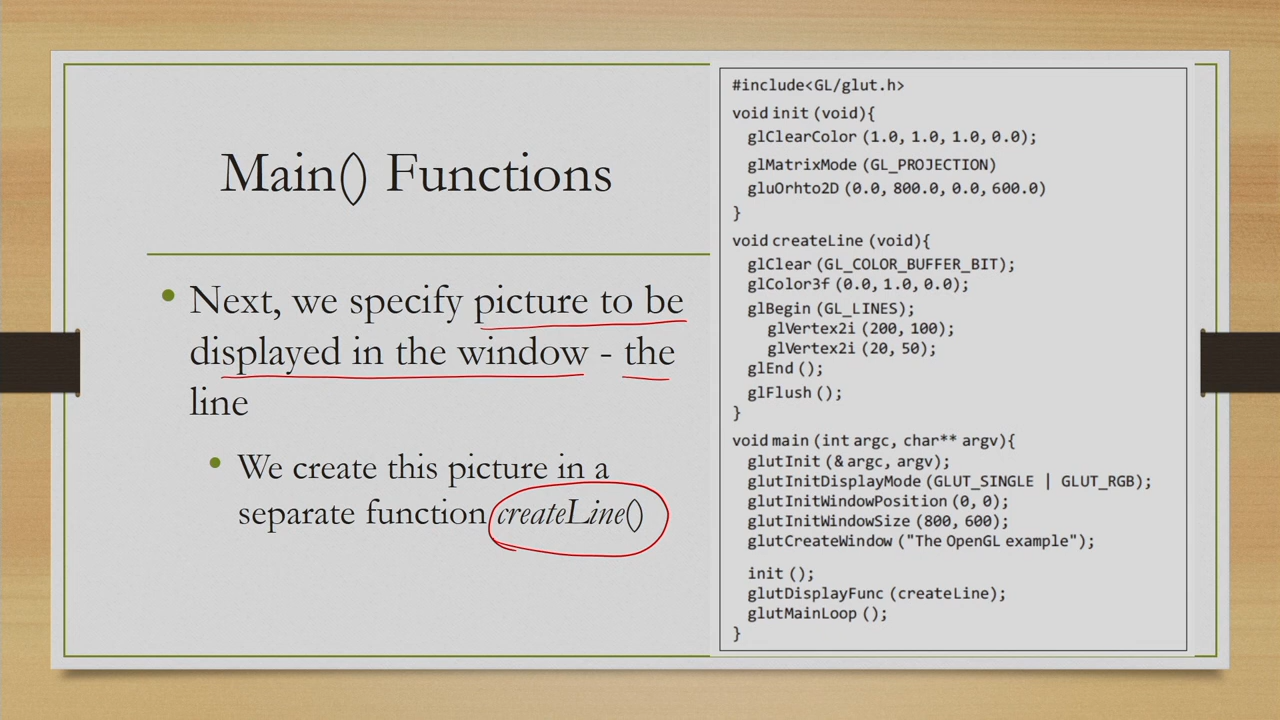 Main() Functions
Next, we specify picture to be
displayed in the window - the
line
We create this picture in a
separate function createLine()
#include<GL/glut.h>
void init (void){
glClearColor (1.0, 1.0, 1.0, 0.0);
glMatrixMode (GL_PROJECTION)
gluOrhto2D (0.0, 800.0, 0.0, 600.0)
}
void createLine (void){
glClear (GL_COLOR_BUFFER_BIT);
glColor3f (0.0, 1.0, 0.0);
glBegin (GL_LINES);
glVertex2i (200, 100);
glVertex2i (20, 50);
glEnd ();
glFlush ();
}
void main (int argc, char** argv){
glutInit (& argc, argv);
glutInitDisplayMode (GLUT_SINGLE | GLUT_RGB);
glutInitWindowPosition (0, 0);
glutInitWindowSize (800, 600);
glutCreateWindow ("The OpenGL example");
init ();
glutDisplayFunc (createLine);
glutMainLoop ();
}